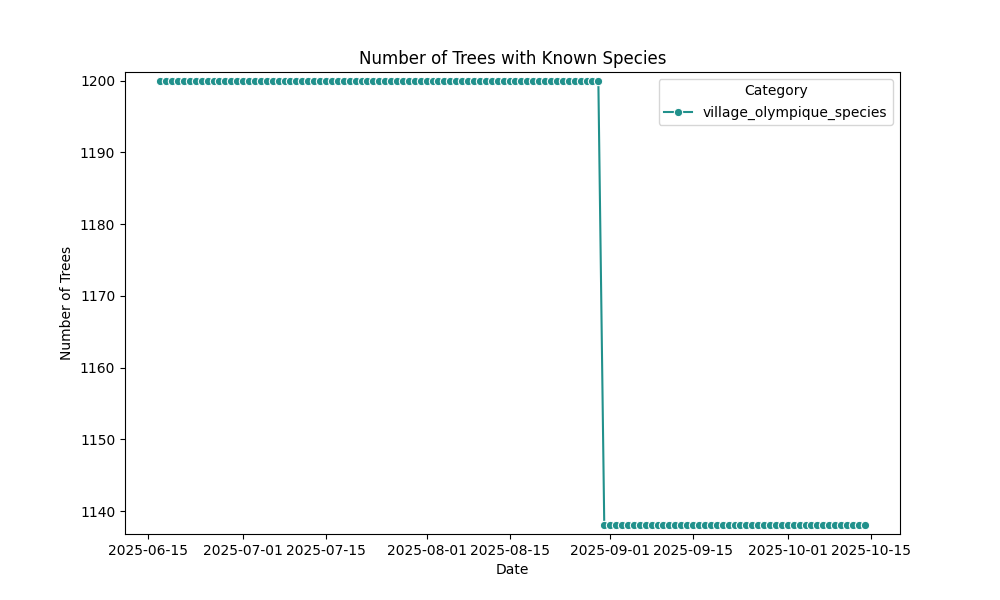 Number of Trees with Known Species
Category
village_olympique_species
1200
1190
1180
1170
1160
1150
1140
Number of Trees
2025-06-15 2025-07-01 2025-07-15 2025-08-01 2025-08-15 2025-09-01 2025-09-15 2025-10-01 2025-10-15
Date